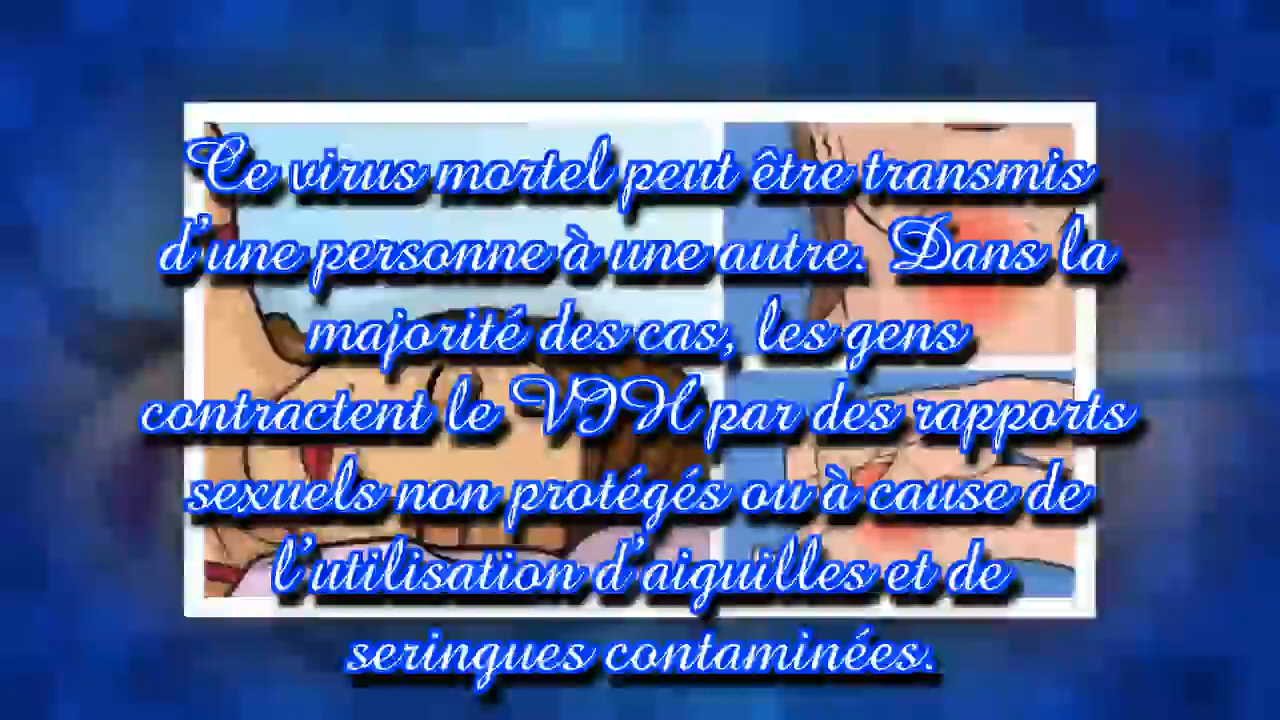 Ce virus mortel peut être transmis
d'une personne à une autre. Dans la
majorité des cas, les gens
contractent le VIH par des rapports
sexuels non protégés ou à cause de
l'utilisation d'aiguilles et de
seringues contaminées.